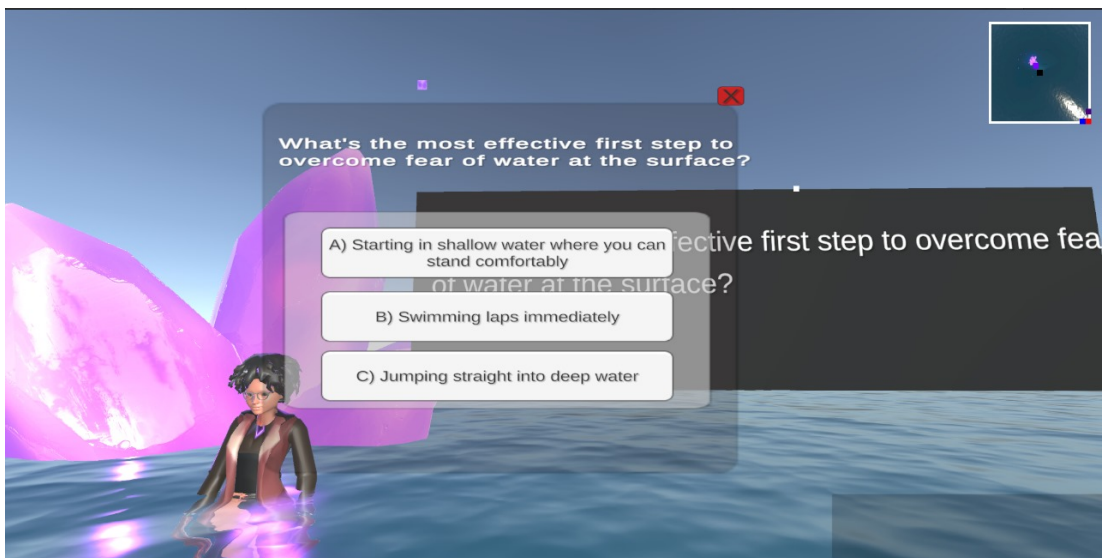 What's the most effective first step to
overcome fear of water at the surface?
A) Starting in shallow water where you can
stand comfortably
B) Swimming laps immediately
C) Jumping straight into deep water
fective first step to overcome fea
of water at the surface?